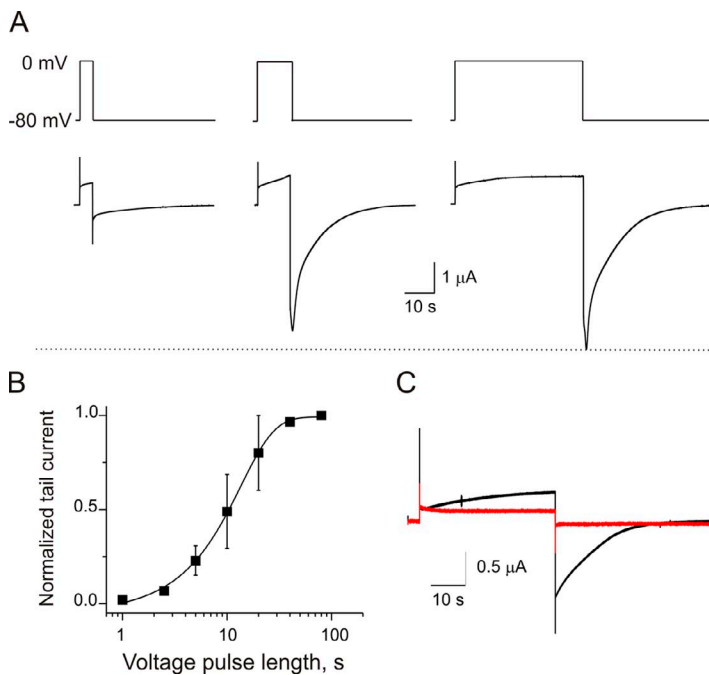 A
0 mV
-80 mV
1 μA
10 s
B
C
Normalized tail current
1.0
0.5
0.0
1
10
100
Voltage pulse length, s
0.5 μA
10 s